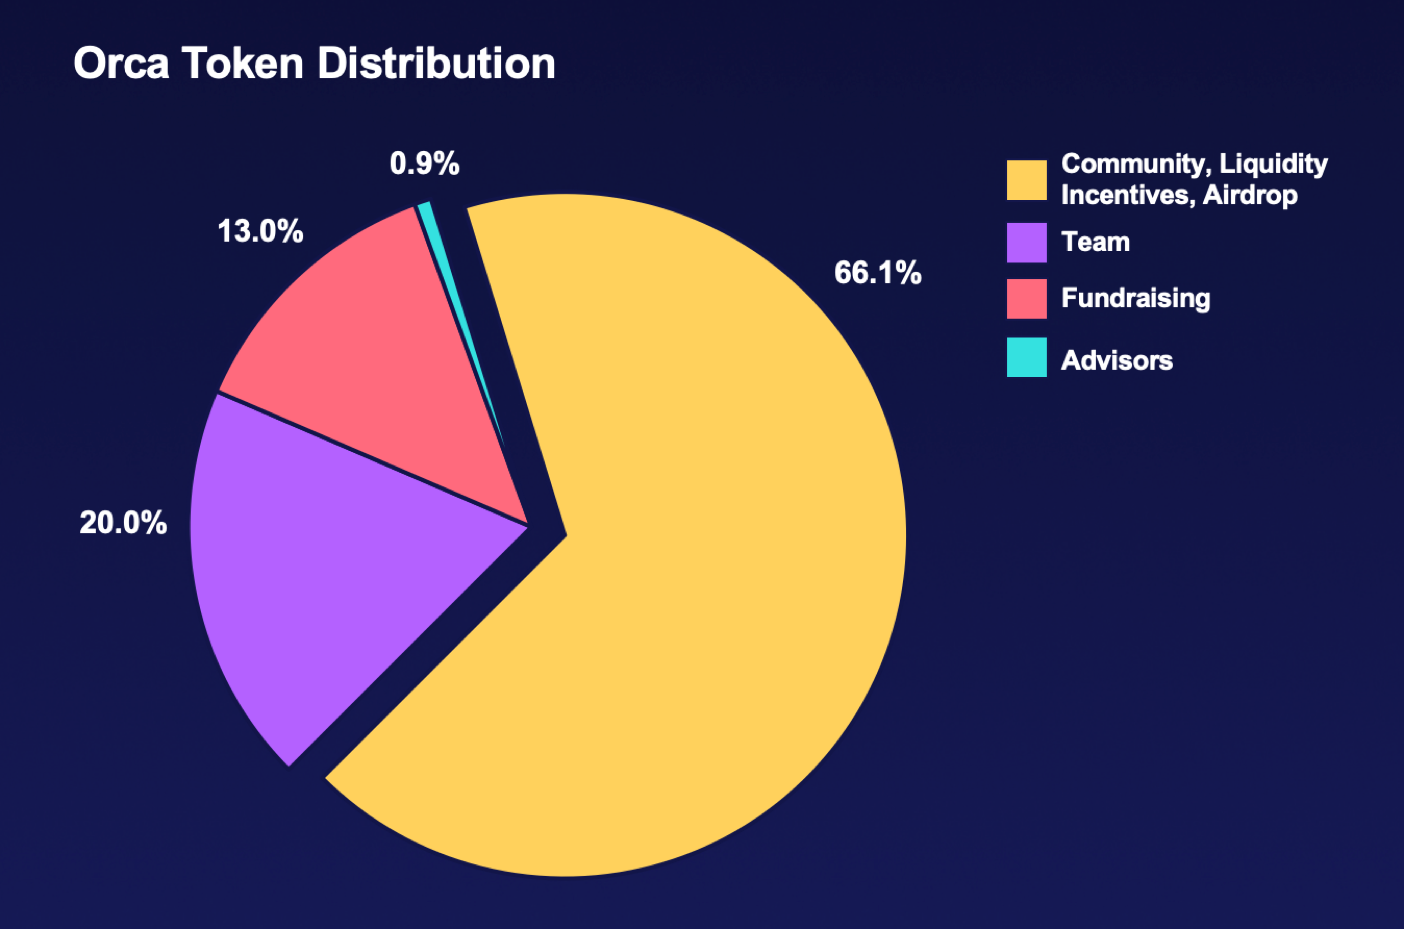 Orca Token Distribution
0.9%
13.0%
66.1%
20.0%
Community, Liquidity
Incentives, Airdrop
Team
Fundraising
Advisors